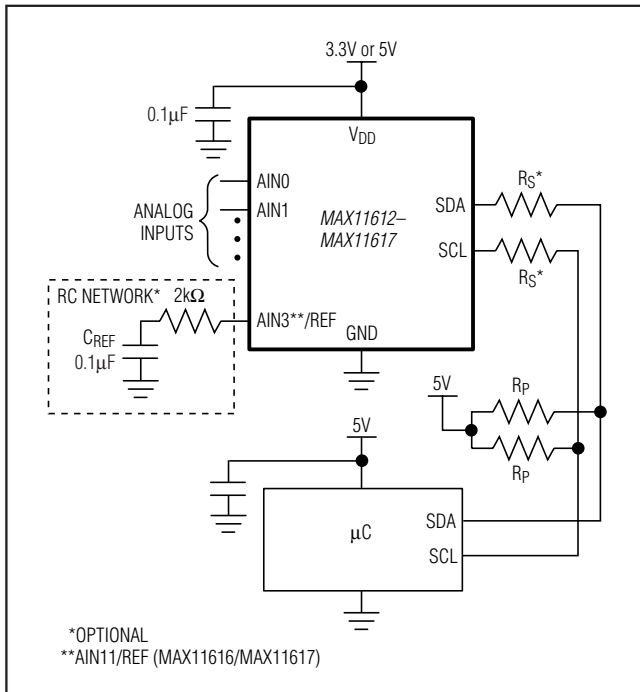 3.3V or 5V
0.1µF
VDD
AIN0
AIN1
ANALOG
INPUTS
MAX11612–
MAX11617
SDA
RS*
SCL
RS*
RC NETWORK*
2kΩ
CREF
0.1µF
AIN3**/REF
GND
5V
RP
RP
5V
µC
SDA
SCL
*OPTIONAL
**AIN11/REF (MAX11616/MAX11617)